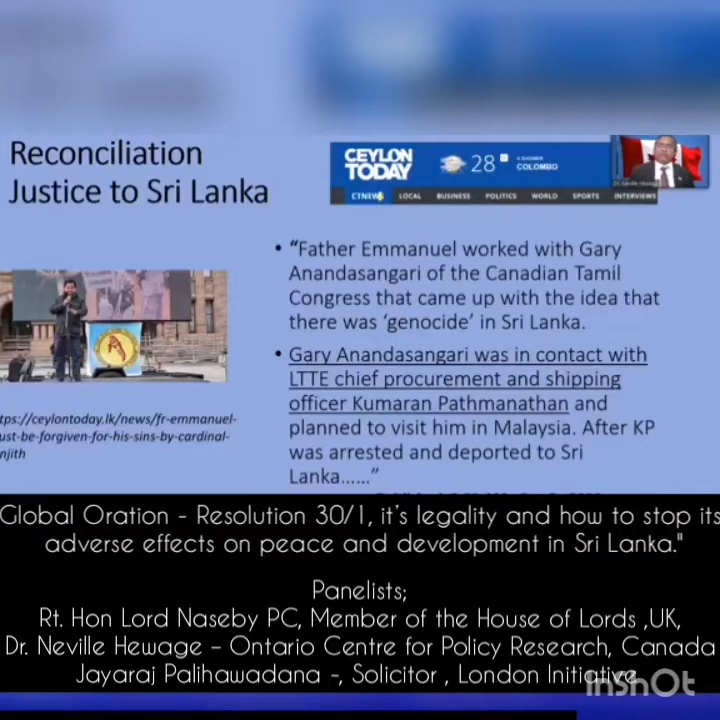 Reconciliation
Justice to Sri Lanka
CEYLON
TODAY
28
COLOMBO
CTNEWS
LOCAL
BUSINESS
POLITICS
WORLD
SPORTS
INTERVIEWS
• “Father Emmanuel worked with Gary
Anandasangari of the Canadian Tamil
Congress that came up with the idea that
there was ‘genocide’ in Sri Lanka.
• Gary Anandasangari was in contact with
LTTE chief procurement and shipping
officer Kumaran Pathmanathan and
planned to visit him in Malaysia. After KP
was arrested and deported to Sri
Lanka......”
tps://ceylontoday.lk/news/fr-emmanuel-
ust-be-forgiven-for-his-sins-by-cardinal-
njith
Global Oration - Resolution 30/1, it's legality and how to stop its
adverse effects on peace and development in Sri Lanka."
Panelists;
Rt. Hon Lord Naseby PC, Member of the House of Lords ,UK,
Dr. Neville Hewage – Ontario Centre for Policy Research, Canada
Jayaraj Palihawadana -, Solicitor , London Initiative
InShOt